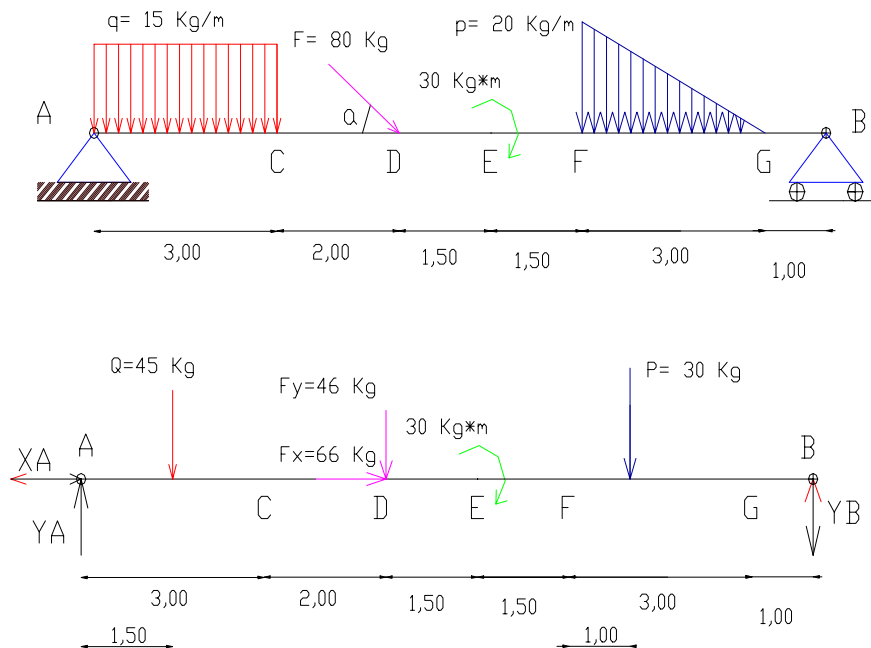 q= 15 Kg/m
F= 80 Kg
p= 20 Kg/m
30 Kg*m
A
α
B
C
D
E
F
G
3,00
2,00
1,50
1,50
3,00
1,00
Q=45 Kg
Fy=46 Kg
P= 30 Kg
30 Kg*m
A
B
XA
Fx=66 Kg
YA
C
D
E
F
G
YB
3,00
2,00
1,50
1,50
3,00
1,00
1,50
1,00